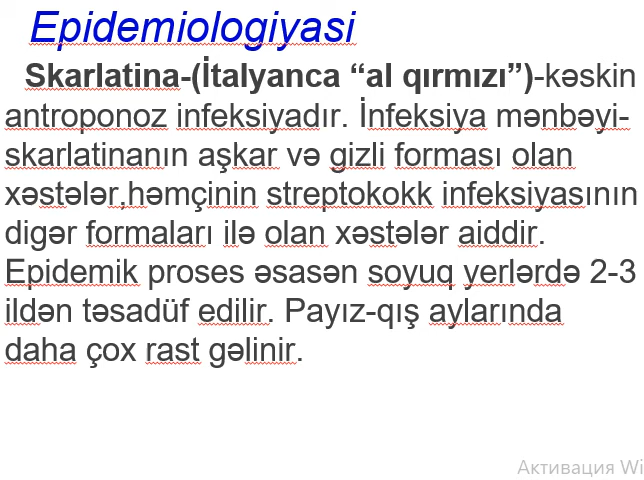 Epidemiologiyasi
Skarlatina-(İtalyanca “al qırmızı”)-kəskin
antroponoz infeksiyadır. İnfeksiya mənbəyi-
skarlatinanın aşkar və gizli forması olan
xəstələr,həmçinin streptokokk infeksiyasının
digər formaları ilə olan xəstələr aiddir.
Epidemik proses əsasən soyuq yerlərdə 2-3
ildən təsadüf edilir. Payız-qış aylarında
daha çox rast gəlinir.
Активация Wi